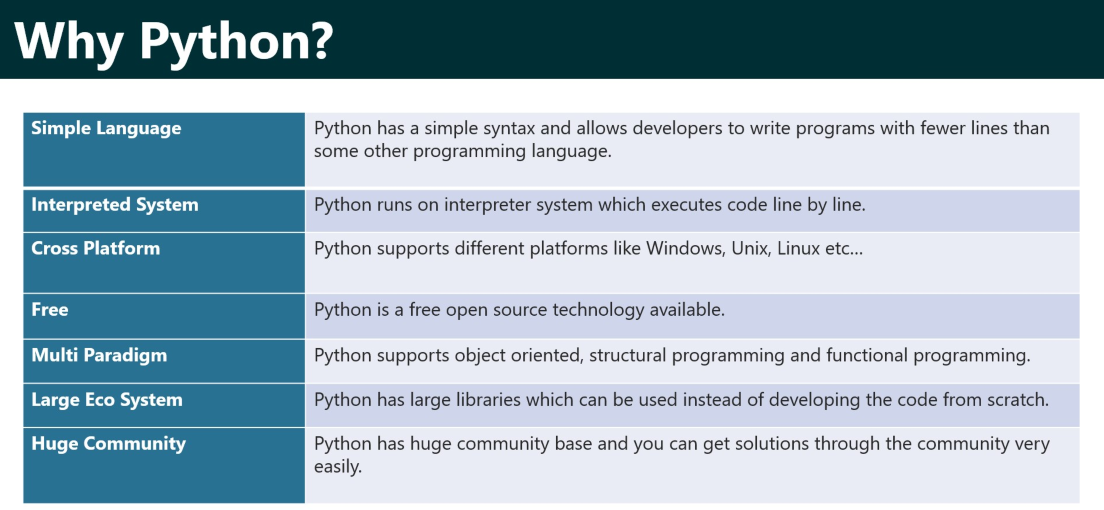 Why Python?
Simple Language
Python has a simple syntax and allows developers to write programs with fewer lines than
some other programming language.
Interpreted System
Python runs on interpreter system which executes code line by line.
Cross Platform
Python supports different platforms like Windows, Unix, Linux etc...
Free
Python is a free open source technology available.
Multi Paradigm
Python supports object oriented, structural programming and functional programming.
Large Eco System
Python has large libraries which can be used instead of developing the code from scratch.
Huge Community
Python has huge community base and you can get solutions through the community very
easily.